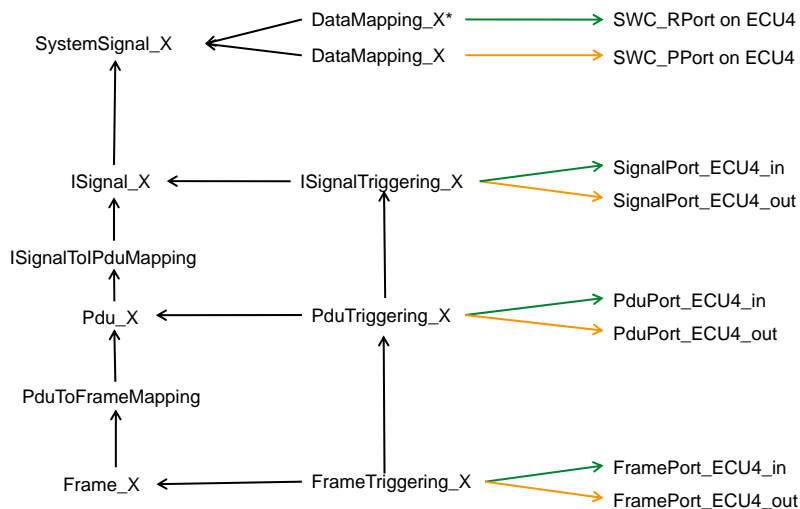 DataMapping_X* SWC_RPort on ECU4
SystemSignal_X
DataMapping_X SWC_PPort on ECU4
SignalPort_ECU4_in
ISignal_X ISignalTriggering_X
SignalPort_ECU4_out
ISignalToIPduMapping
PduPort_ECU4_in
Pdu_X PduTriggering_X
PduPort_ECU4_out
PduToFrameMapping
FramePort_ECU4_in
Frame_X FrameTriggering_X
FramePort_ECU4_out